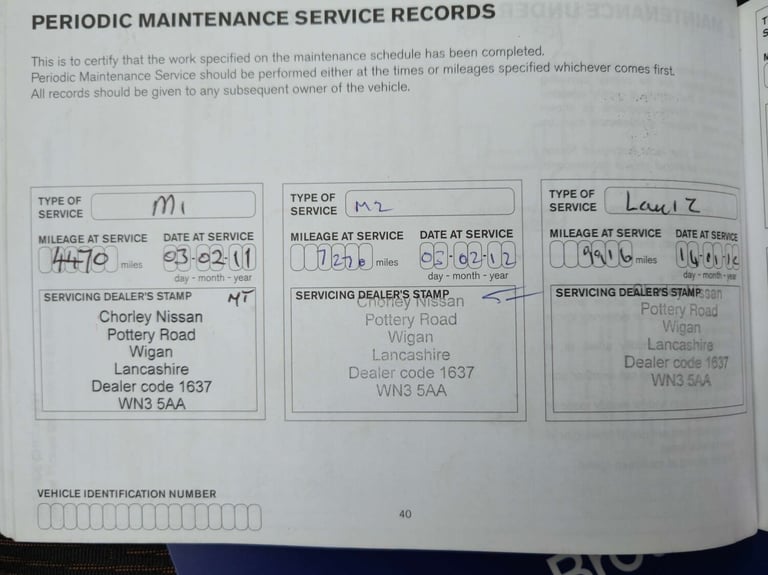 PERIODIC MAINTENANCE SERVICE RECORDS
This is to certify that the work specified on the maintenance schedule has been completed.
Periodic Maintenance Service should be performed either at the times or mileages specified whichever comes first.
All records should be given to any subsequent owner of the vehicle.
TYPE OF
SERVICE
M1
MILEAGE AT SERVICE DATE AT SERVICE
4470 miles 03-02-11
day - month - year
SERVICING DEALER'S STAMP MT
Chorley Nissan
Pottery Road
Wigan
Lancashire
Dealer code 1637
WN3 5AA
TYPE OF
SERVICE
M2
MILEAGE AT SERVICE DATE AT SERVICE
miles 03-02-12
day - month - year
SERVICING DEALER'S STAMP
Chorley Nissan
Pottery Road
Wigan
Lancashire
Dealer code 1637
WN3 5AA
TYPE OF
SERVICE
MILEAGE AT SERVICE DATE AT SERVICE
9916 miles
day - month - year
SERVICING DEALER'S STAMP
Pottery Road
Wigan
Lancashire
Dealer code 1637
WN3 5AA
VEHICLE IDENTIFICATION NUMBER
40